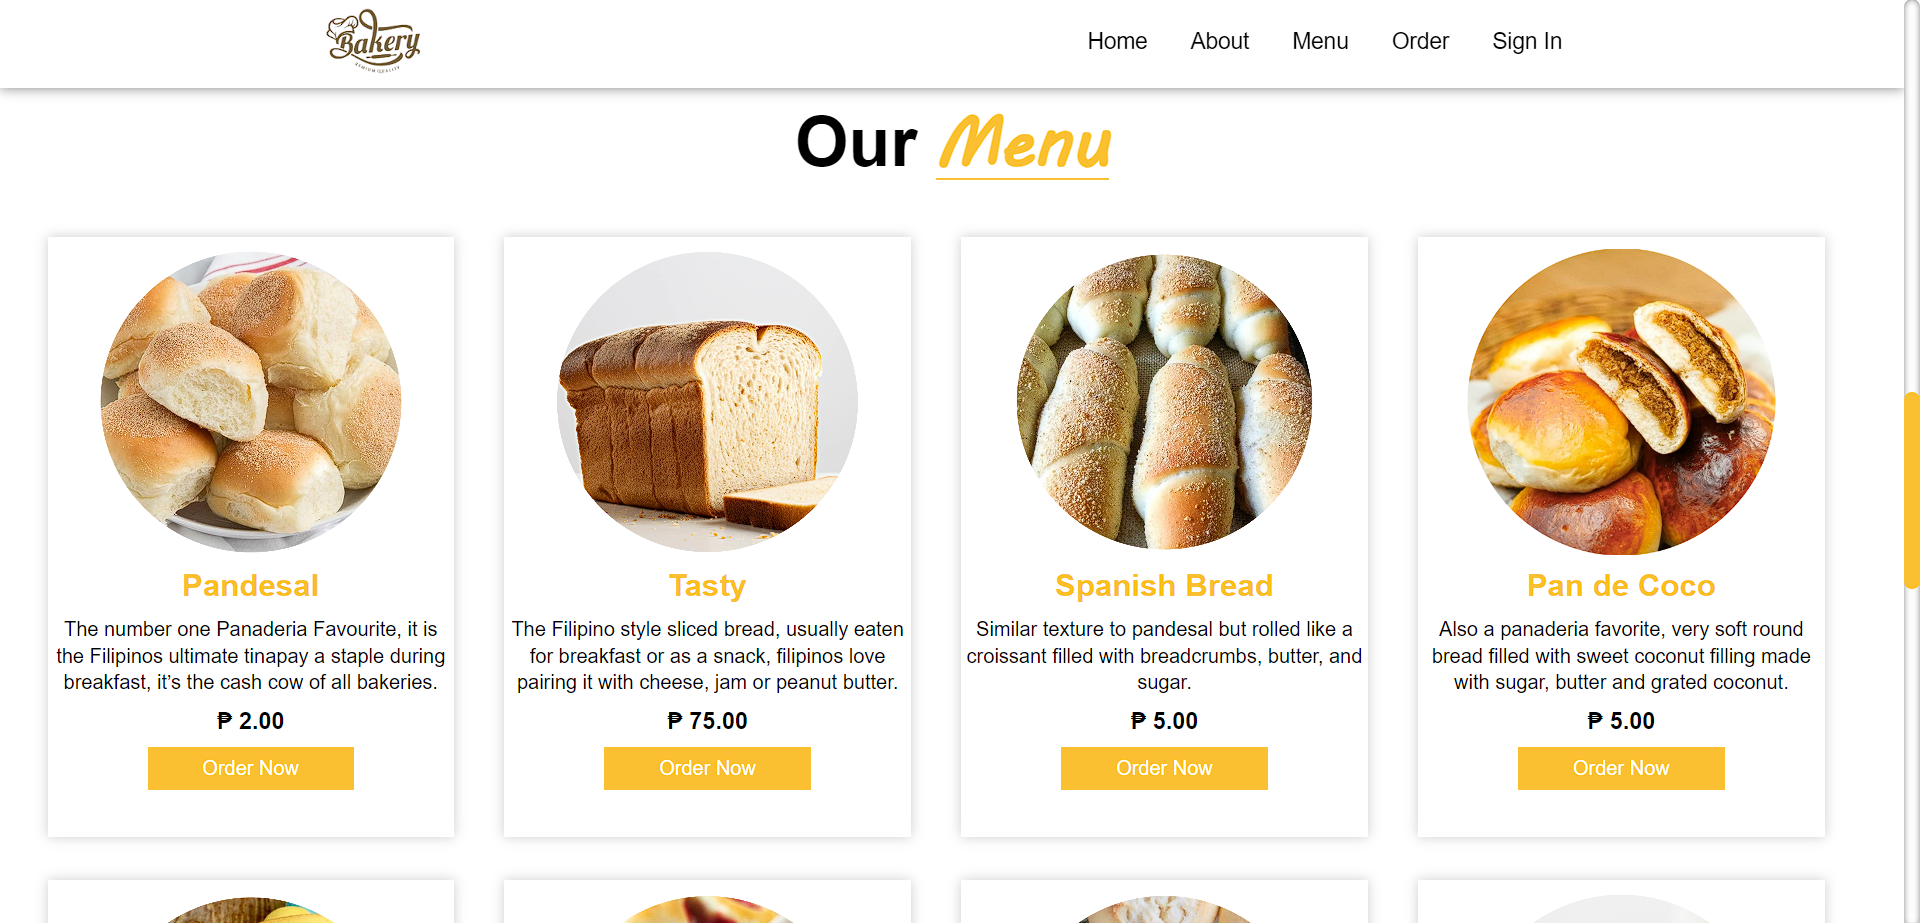 Bakery
Home About Menu Order Sign In
Our Menu
Pandesal
The number one Panaderia Favourite, it is
the Filipinos ultimate tinapay a staple during
breakfast, it’s the cash cow of all bakeries.
₱ 2.00
Order Now
Tasty
The Filipino style sliced bread, usually eaten
for breakfast or as a snack, filipinos love
pairing it with cheese, jam or peanut butter.
₱ 75.00
Order Now
Spanish Bread
Similar texture to pandesal but rolled like a
croissant filled with breadcrumbs, butter, and
sugar.
₱ 5.00
Order Now
Pan de Coco
Also a panaderia favorite, very soft round
bread filled with sweet coconut filling made
with sugar, butter and grated coconut.
₱ 5.00
Order Now